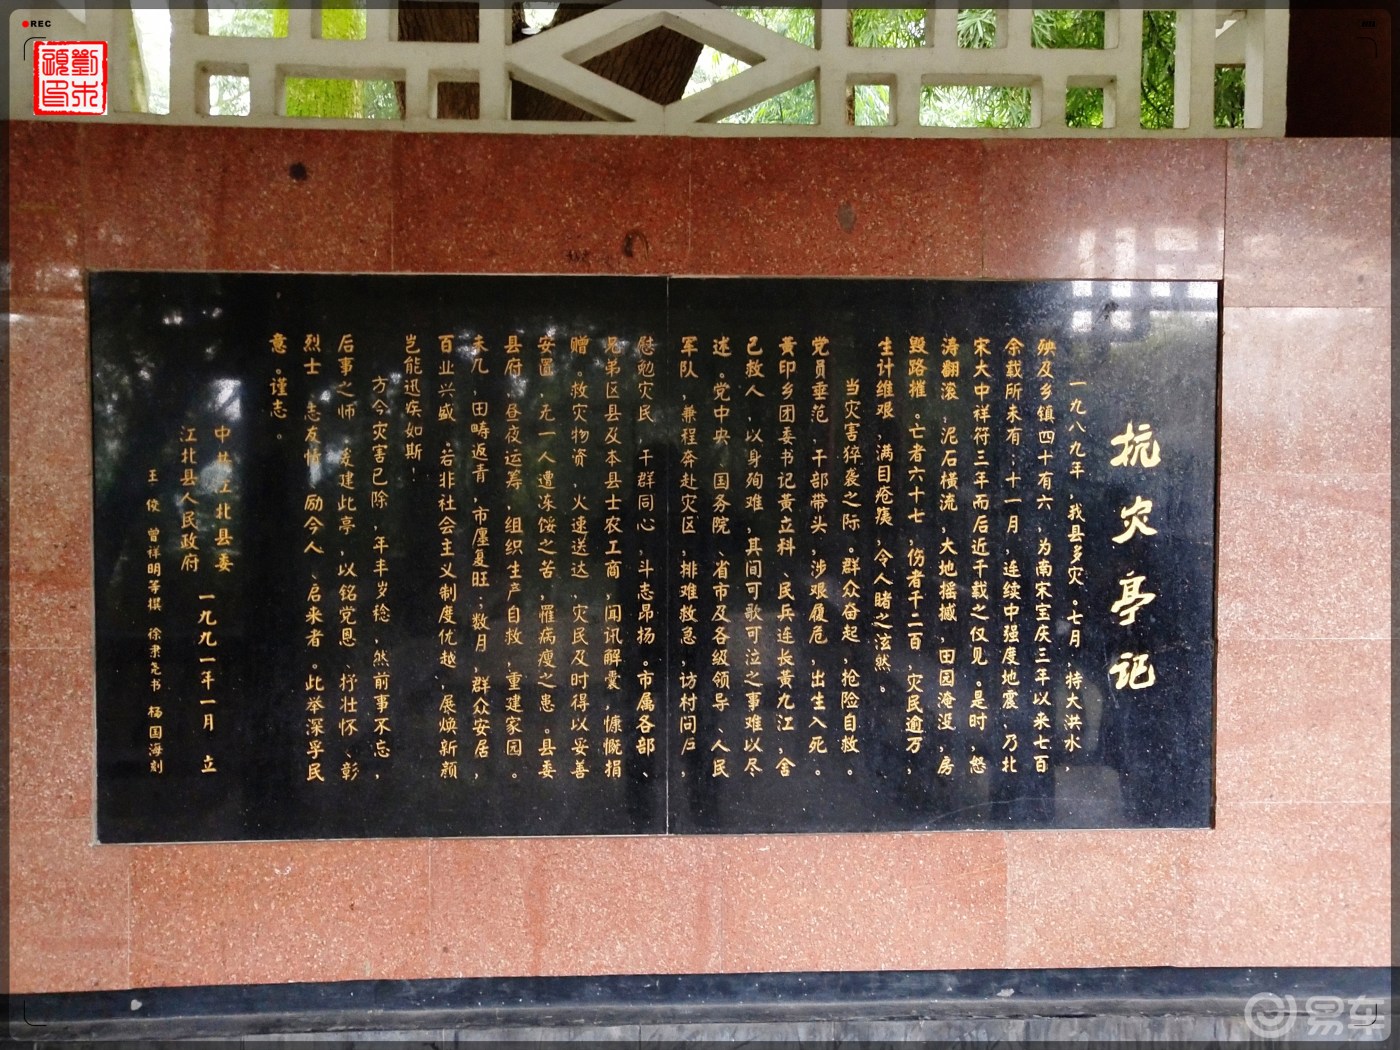 REC
抗灾亭记
一九八九年，我县多灾。七月，特大洪水，
殃及乡镇四十有六，为南宋宝庆三年以来七百
余载所未有；十一月，连续中强度地震，乃北
宋大中祥符三年而后近千载之仅见。是时，怒
涛翻滚，泥石横流，大地摇撼，田园淹没，房
毁路摧。亡者六十七，伤者千二百，灾民逾万，
生计维艰，满目疮痍，令人睹之泫然。
当灾害猝袭之际。群众奋起，抢险自救。
党员垂范，干部带头，涉艰履危，出生入死。
黄印乡团委书记黄立科、民兵连长黄九江，舍
己救人，以身殉难，其间可歌可泣之事难以尽
述。党中央、国务院、省市及各级领导、人民
军队，兼程奔赴灾区，排难救急，访村问户，
慰勉灾民，干群同心，斗志昂扬。市属各部、
兄弟区县及本县士农工商，闻讯解囊，慷慨捐
赠。救灾物资，火速送达，灾民及时得以妥善
安置，无一人遭冻馁之苦，罹病瘦之患。县委
县府，昼夜运筹，组织生产自救，重建家园。
未几，田畴返青，市廛复旺；数月，群众安居，
百业兴盛。若非社会主义制度优越，展焕新颜
岂能迅疾如斯！
方今灾害已除，年丰岁稔，然前事不忘，
后事之师，爰建此亭，以铭党恩、抒壮怀、彰
烈士、志友情、励今人、启来者。此举深孚民
意。谨志。
中共江北县委
江北县人民政府
一九九一年一月 立
王俊 曾祥明等撰 徐秉尧书 杨国海刻
易车